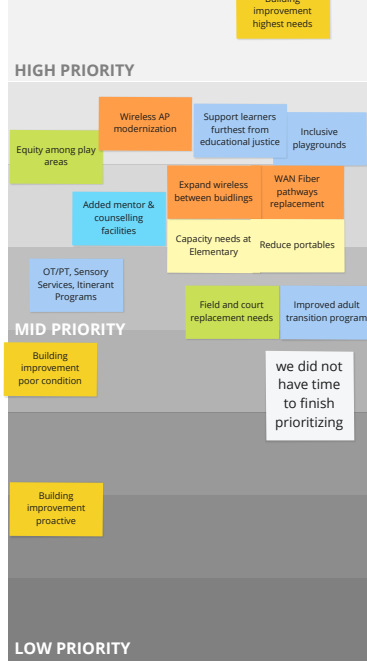 Building
improvement
highest needs
HIGH PRIORITY
Wireless AP
modernization
Support learners
furthest from
educational justice
Inclusive
playgrounds
Equity among play
areas
Expand wireless
between buidlings
WAN Fiber
pathways
replacement
Added mentor &
counselling
facilities
Capacity needs at
Elementary
Reduce portables
OT/PT, Sensory
Services, Itinerant
Programs
Field and court
replacement needs
Improved adult
transition program
MID PRIORITY
Building
improvement
poor condition
we did not
have time
to finish
prioritizing
Building
improvement
proactive
LOW PRIORITY